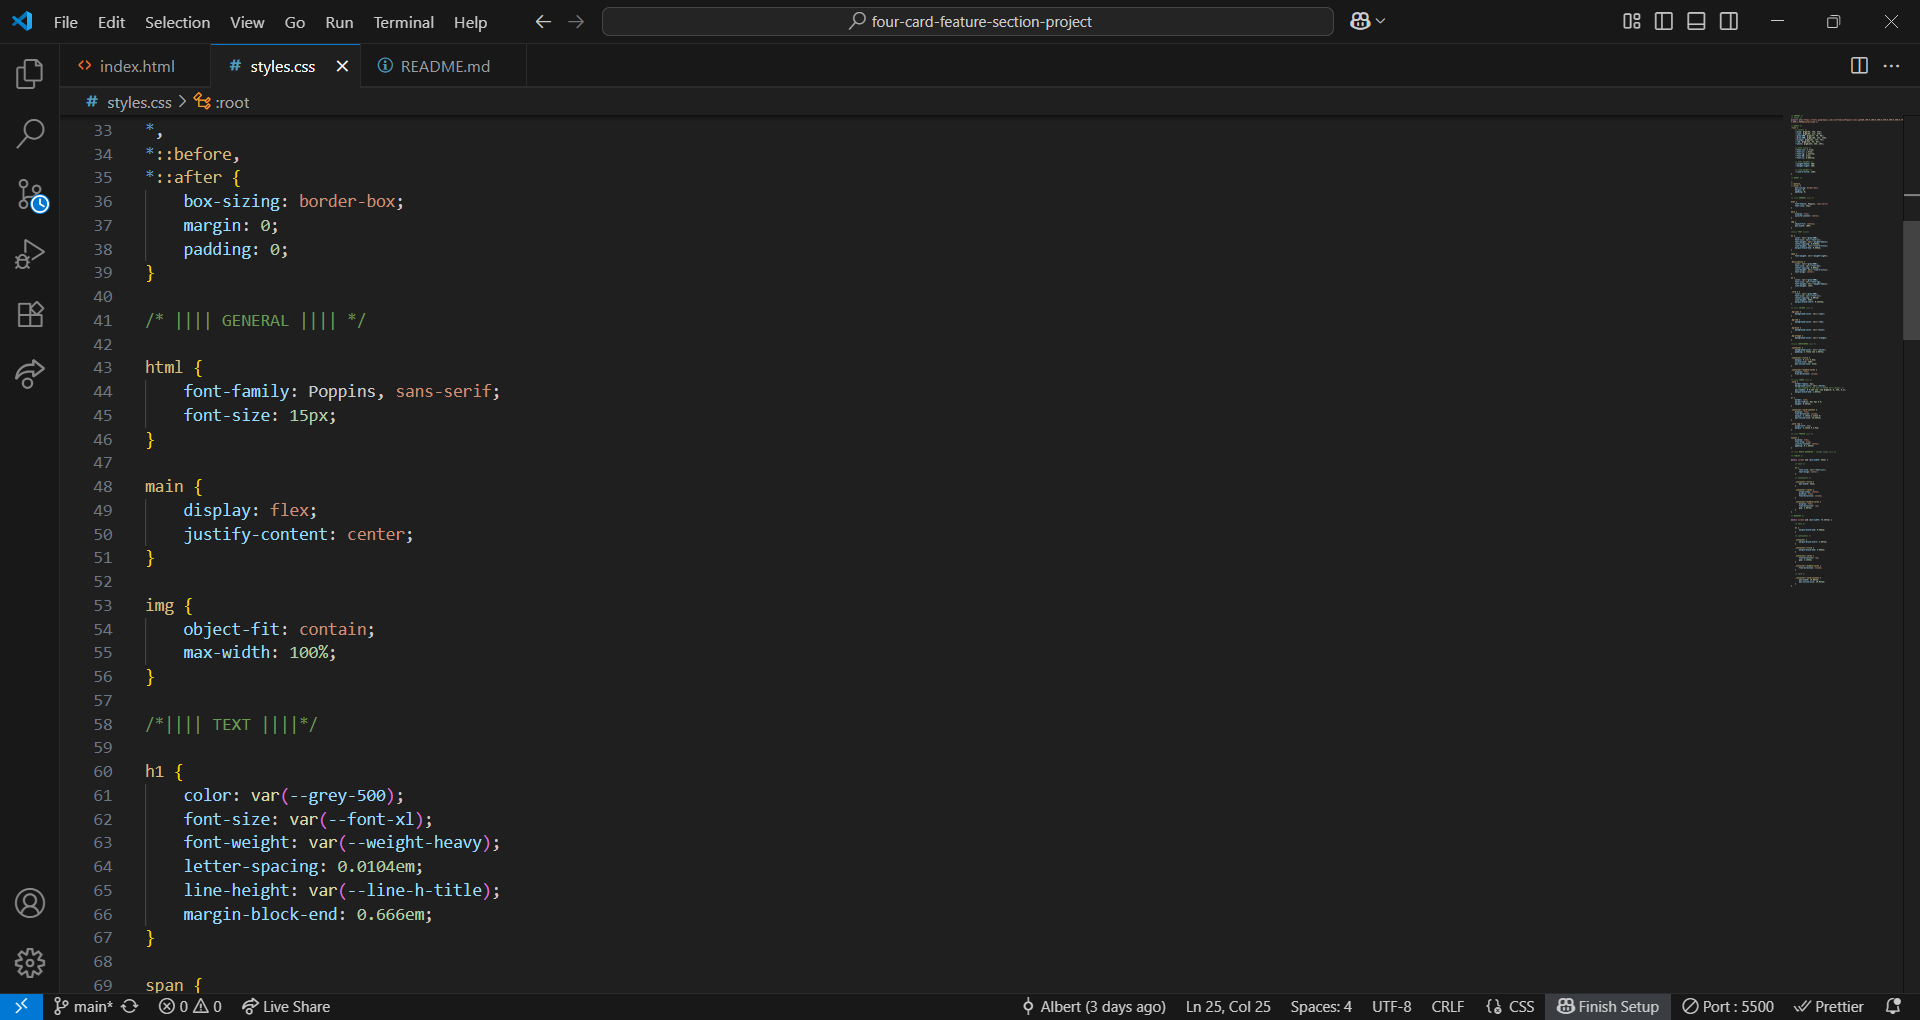 File Edit Selection View Go Run Terminal Help
four-card-feature-section-project
index.html
styles.css
README.md
styles.css > :root
33 *,
34 *::before,
35 *::after {
36 box-sizing: border-box;
37 margin: 0;
38 padding: 0;
39 }
40
41 /* |||| GENERAL |||| */
42
43 html {
44 font-family: Poppins, sans-serif;
45 font-size: 15px;
46 }
47
48 main {
49 display: flex;
50 justify-content: center;
51 }
52
53 img {
54 object-fit: contain;
55 max-width: 100%;
56 }
57
58 /*|||| TEXT ||||*/
59
60 h1 {
61 color: var(--grey-500);
62 font-size: var(--font-xl);
63 font-weight: var(--weight-heavy);
64 letter-spacing: 0.0104em;
65 line-height: var(--line-h-title);
66 margin-block-end: 0.666em;
67 }
68
69 span {
main* 0 0 Live Share Albert (3 days ago) Ln 25, Col 25 Spaces: 4 UTF-8 CRLF {} CSS Finish Setup Port : 5500 Prettier